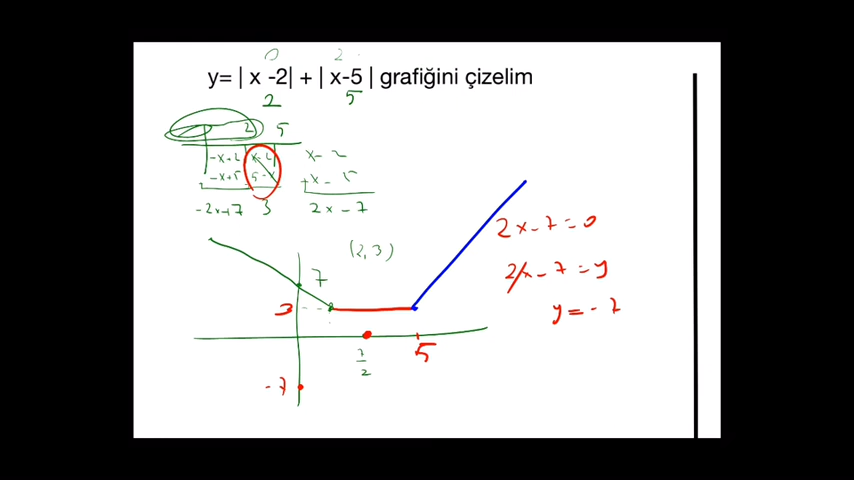 0 2
y= | x -2| + | x-5 | grafiğini çizelim
2 5
2 5
-x+2 x-2 x-2
-x+5 5-x +x-5
-2x+7 3 2x-7
2x-7=0
(2,3)
7
2x-7=y
3
y=-7
5
7
2
-7